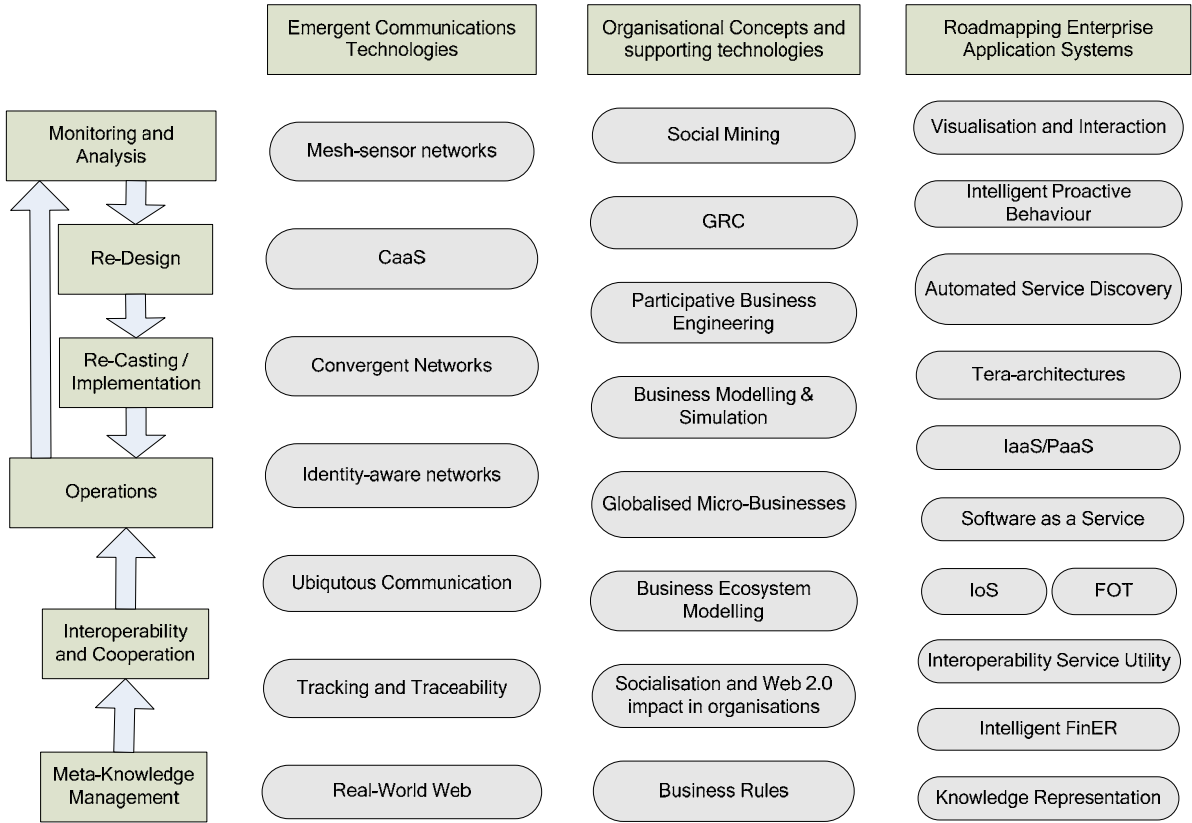 Emergent Communications
Technologies
Organisational Concepts and
supporting technologies
Roadmapping Enterprise
Application Systems
Monitoring and
Analysis
Re-Design
Re-Casting /
Implementation
Operations
Interoperability
and Cooperation
Meta-Knowledge
Management
Mesh-sensor networks
CaaS
Convergent Networks
Identity-aware networks
Ubiqutous Communication
Tracking and Traceability
Real-World Web
Social Mining
GRC
Participative Business
Engineering
Business Modelling &
Simulation
Globalised Micro-Businesses
Business Ecosystem
Modelling
Socialisation and Web 2.0
impact in organisations
Business Rules
Visualisation and Interaction
Intelligent Proactive
Behaviour
Automated Service Discovery
Tera-architectures
IaaS/PaaS
Software as a Service
IoS
FOT
Interoperability Service Utility
Intelligent FinER
Knowledge Representation